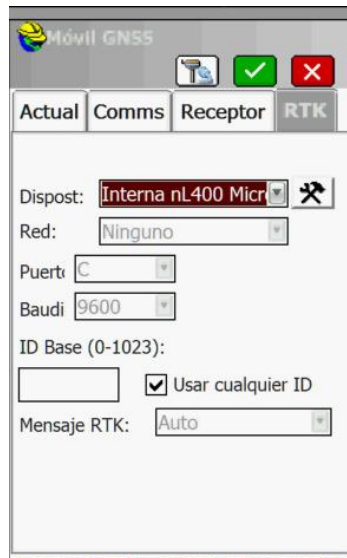 Móvil GNSS
Actual Comms Receptor RTK
Dispost: Interna nL400 Micr
Red: Ninguno
Puert C
Baudi 9600
ID Base (0-1023):
Usar cualquier ID
Mensaje RTK: Auto